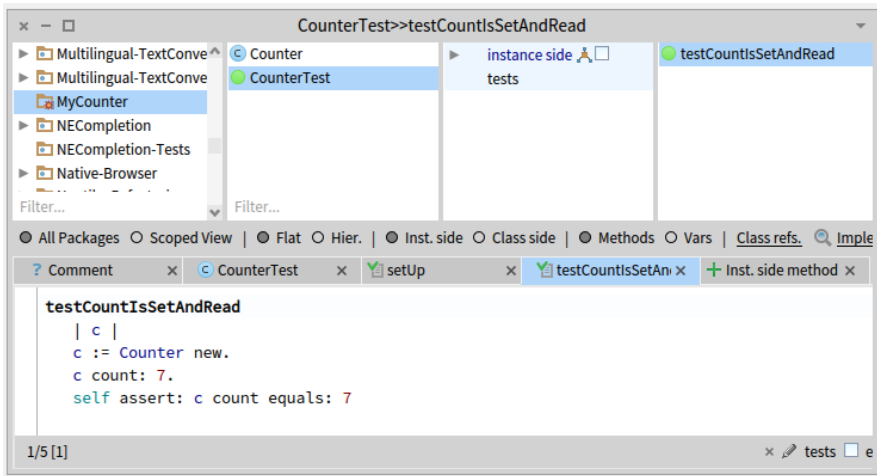 CounterTest>>testCountIsSetAndRead
Multilingual-TextConve
Multilingual-TextConve
MyCounter
NECompletion
NECompletion-Tests
Native-Browser
Filter...
Counter
CounterTest
Filter...
instance side
tests
testCountIsSetAndRead
All Packages Scoped View | Flat Hier. | Inst. side Class side | Methods Vars | Class refs. Imple
? Comment × C CounterTest × setUp × testCountIsSetAn × + Inst. side method ×
testCountIsSetAndRead
| c |
c := Counter new.
c count: 7.
self assert: c count equals: 7
1/5 [1] × tests e